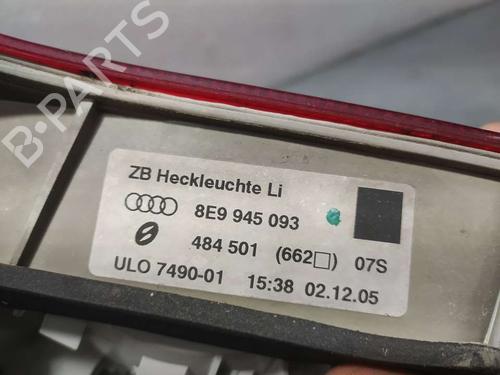 B-PARTS
ZB Heckleuchte Li
8E9 945 093
484 501 (662□) 07S
ULO 7490-01 15:38 02.12.05